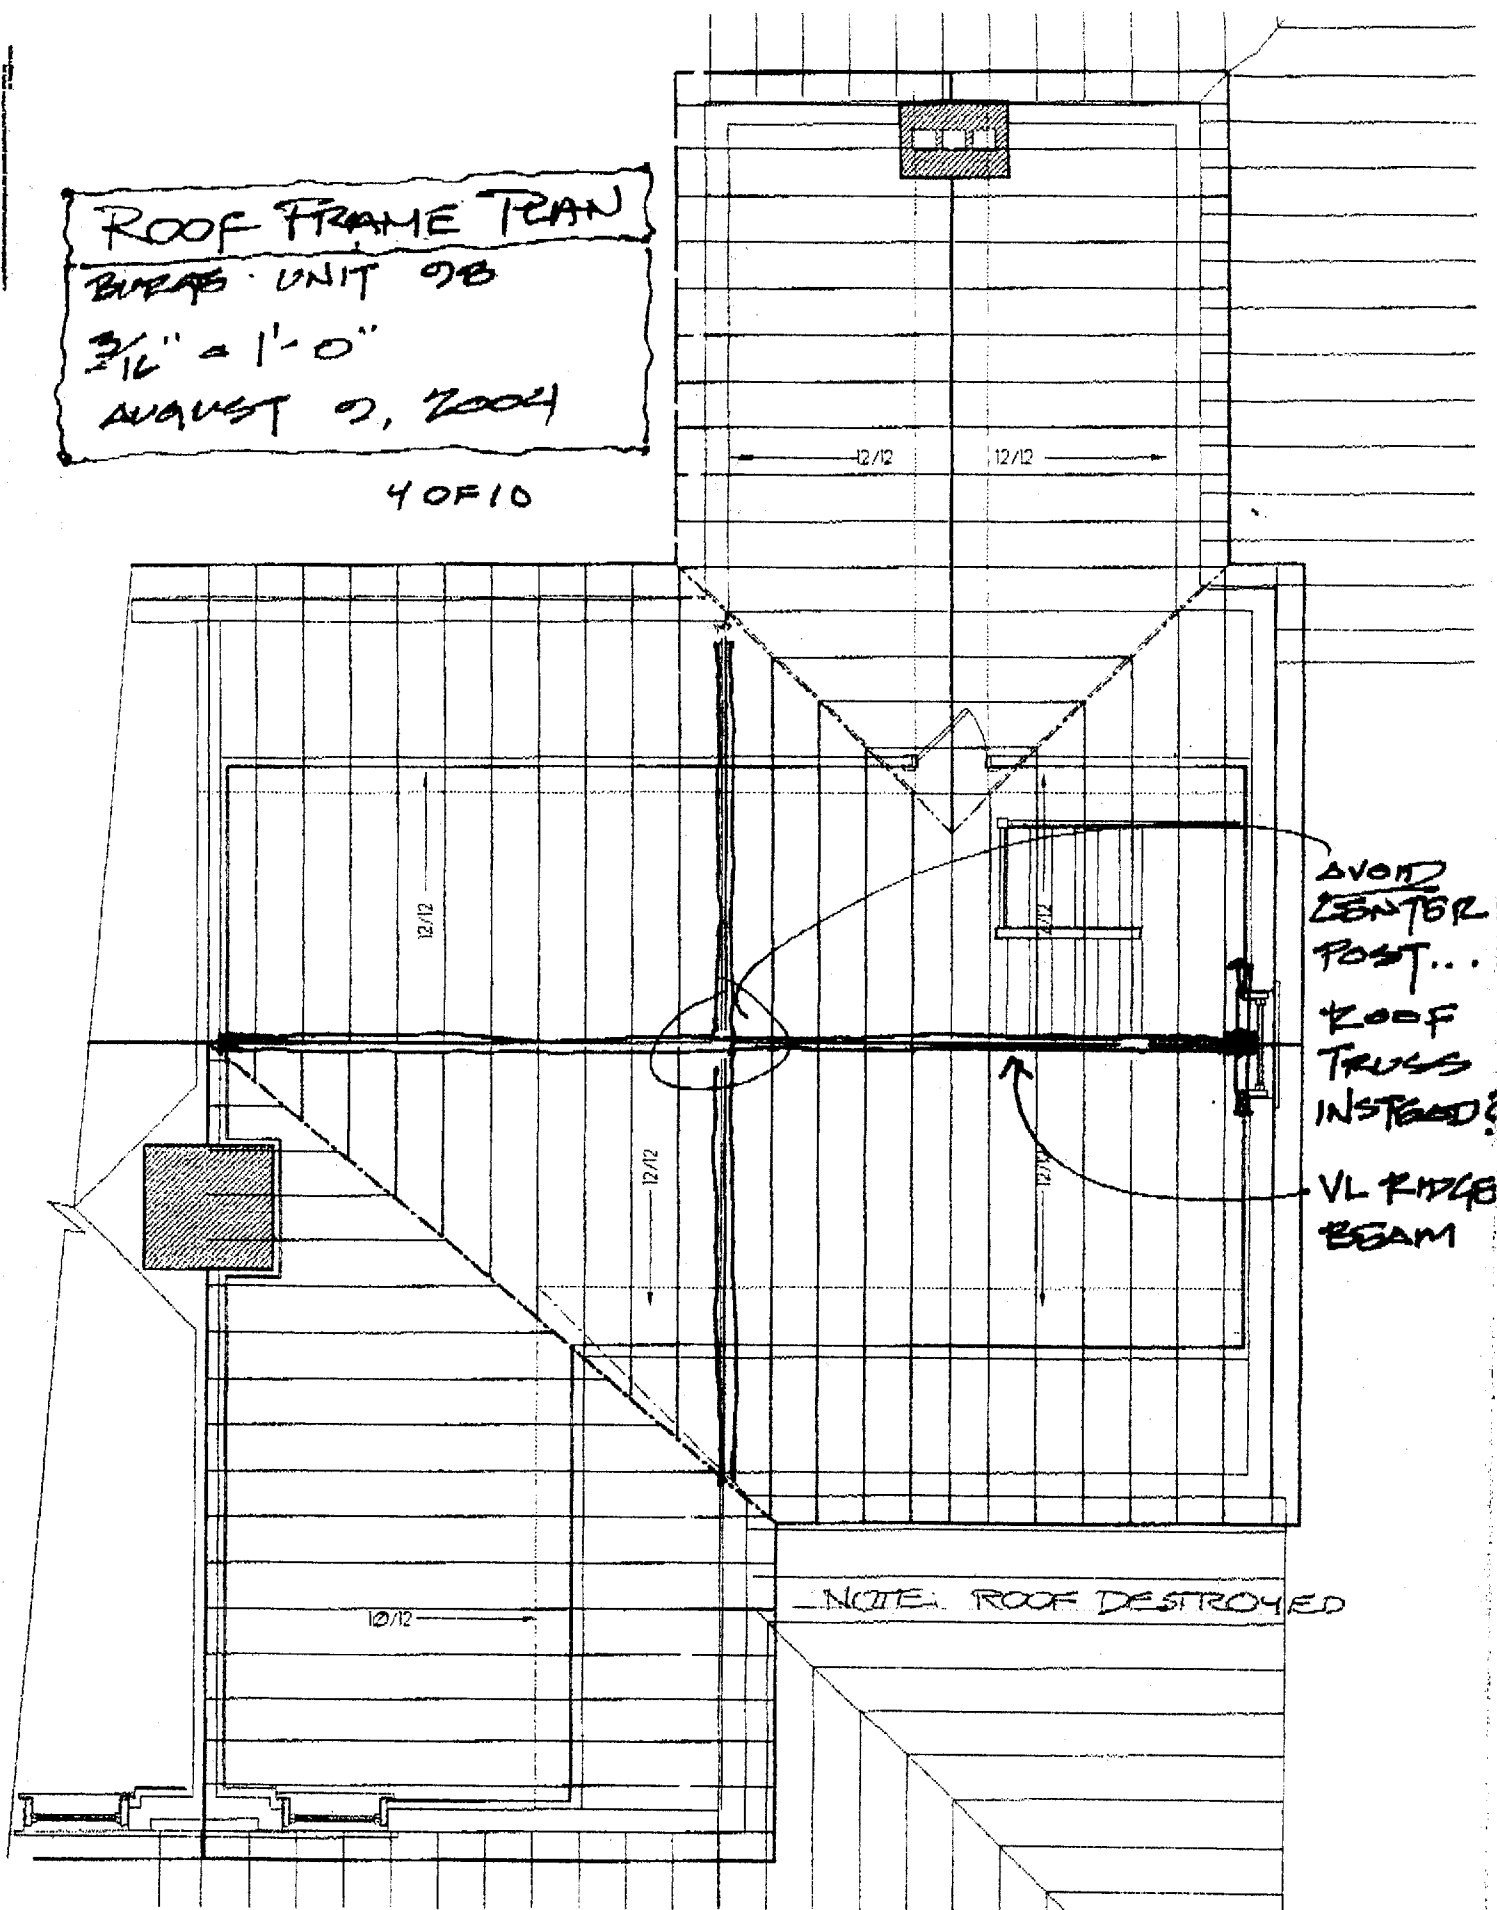 ROOF FRAME PLAN
UNIT 9B
3/16" = 1'-0"
AUGUST 9, 2004
4 OF 10
12/12
12/12
12/12
12/12
AVOID
CENTER
POST...
ROOF
TRUSS
INSTEAD?
12/12
12/12
VL RIDGE
BEAM
NOTE: ROOF DESTROYED
10/12